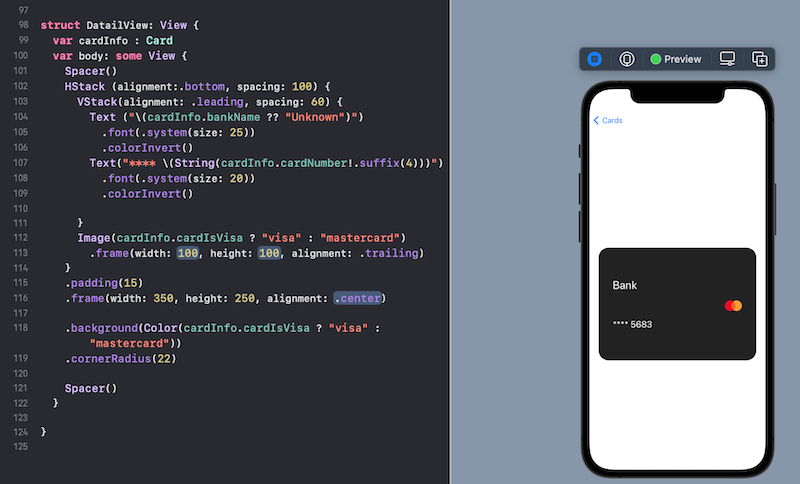 97
98 struct DatailView: View {
99 var cardInfo : Card
100 var body: some View {
101 Spacer()
102 HStack (alignment:.bottom, spacing: 100) {
103 VStack(alignment: .leading, spacing: 60) {
104 Text ("\(cardInfo.bankName ?? "Unknown")")
105 .font(.system(size: 25))
106 .colorInvert()
107 Text("**** \(String(cardInfo.cardNumber!.suffix(4)))")
108 .font(.system(size: 20))
109 .colorInvert()
110
111 }
112 Image(cardInfo.cardIsVisa ? "visa" : "mastercard")
113 .frame(width: 100, height: 100, alignment: .trailing)
114 }
115 .padding(15)
116 .frame(width: 350, height: 250, alignment: .center)
117
118 .background(Color(cardInfo.cardIsVisa ? "visa" :
"mastercard"))
119 .cornerRadius(22)
120
121 Spacer()
122 }
123
124 }
125
Preview
Cards
Bank
**** 5683